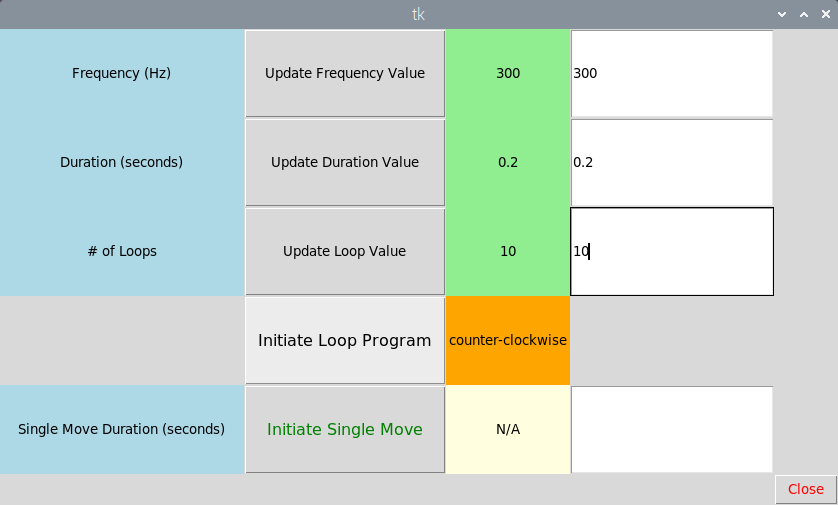 tk
Frequency (Hz) Update Frequency Value 300 300
Duration (seconds) Update Duration Value 0.2 0.2
# of Loops Update Loop Value 10 10
Initiate Loop Program counter-clockwise
Single Move Duration (seconds) Initiate Single Move N/A
Close